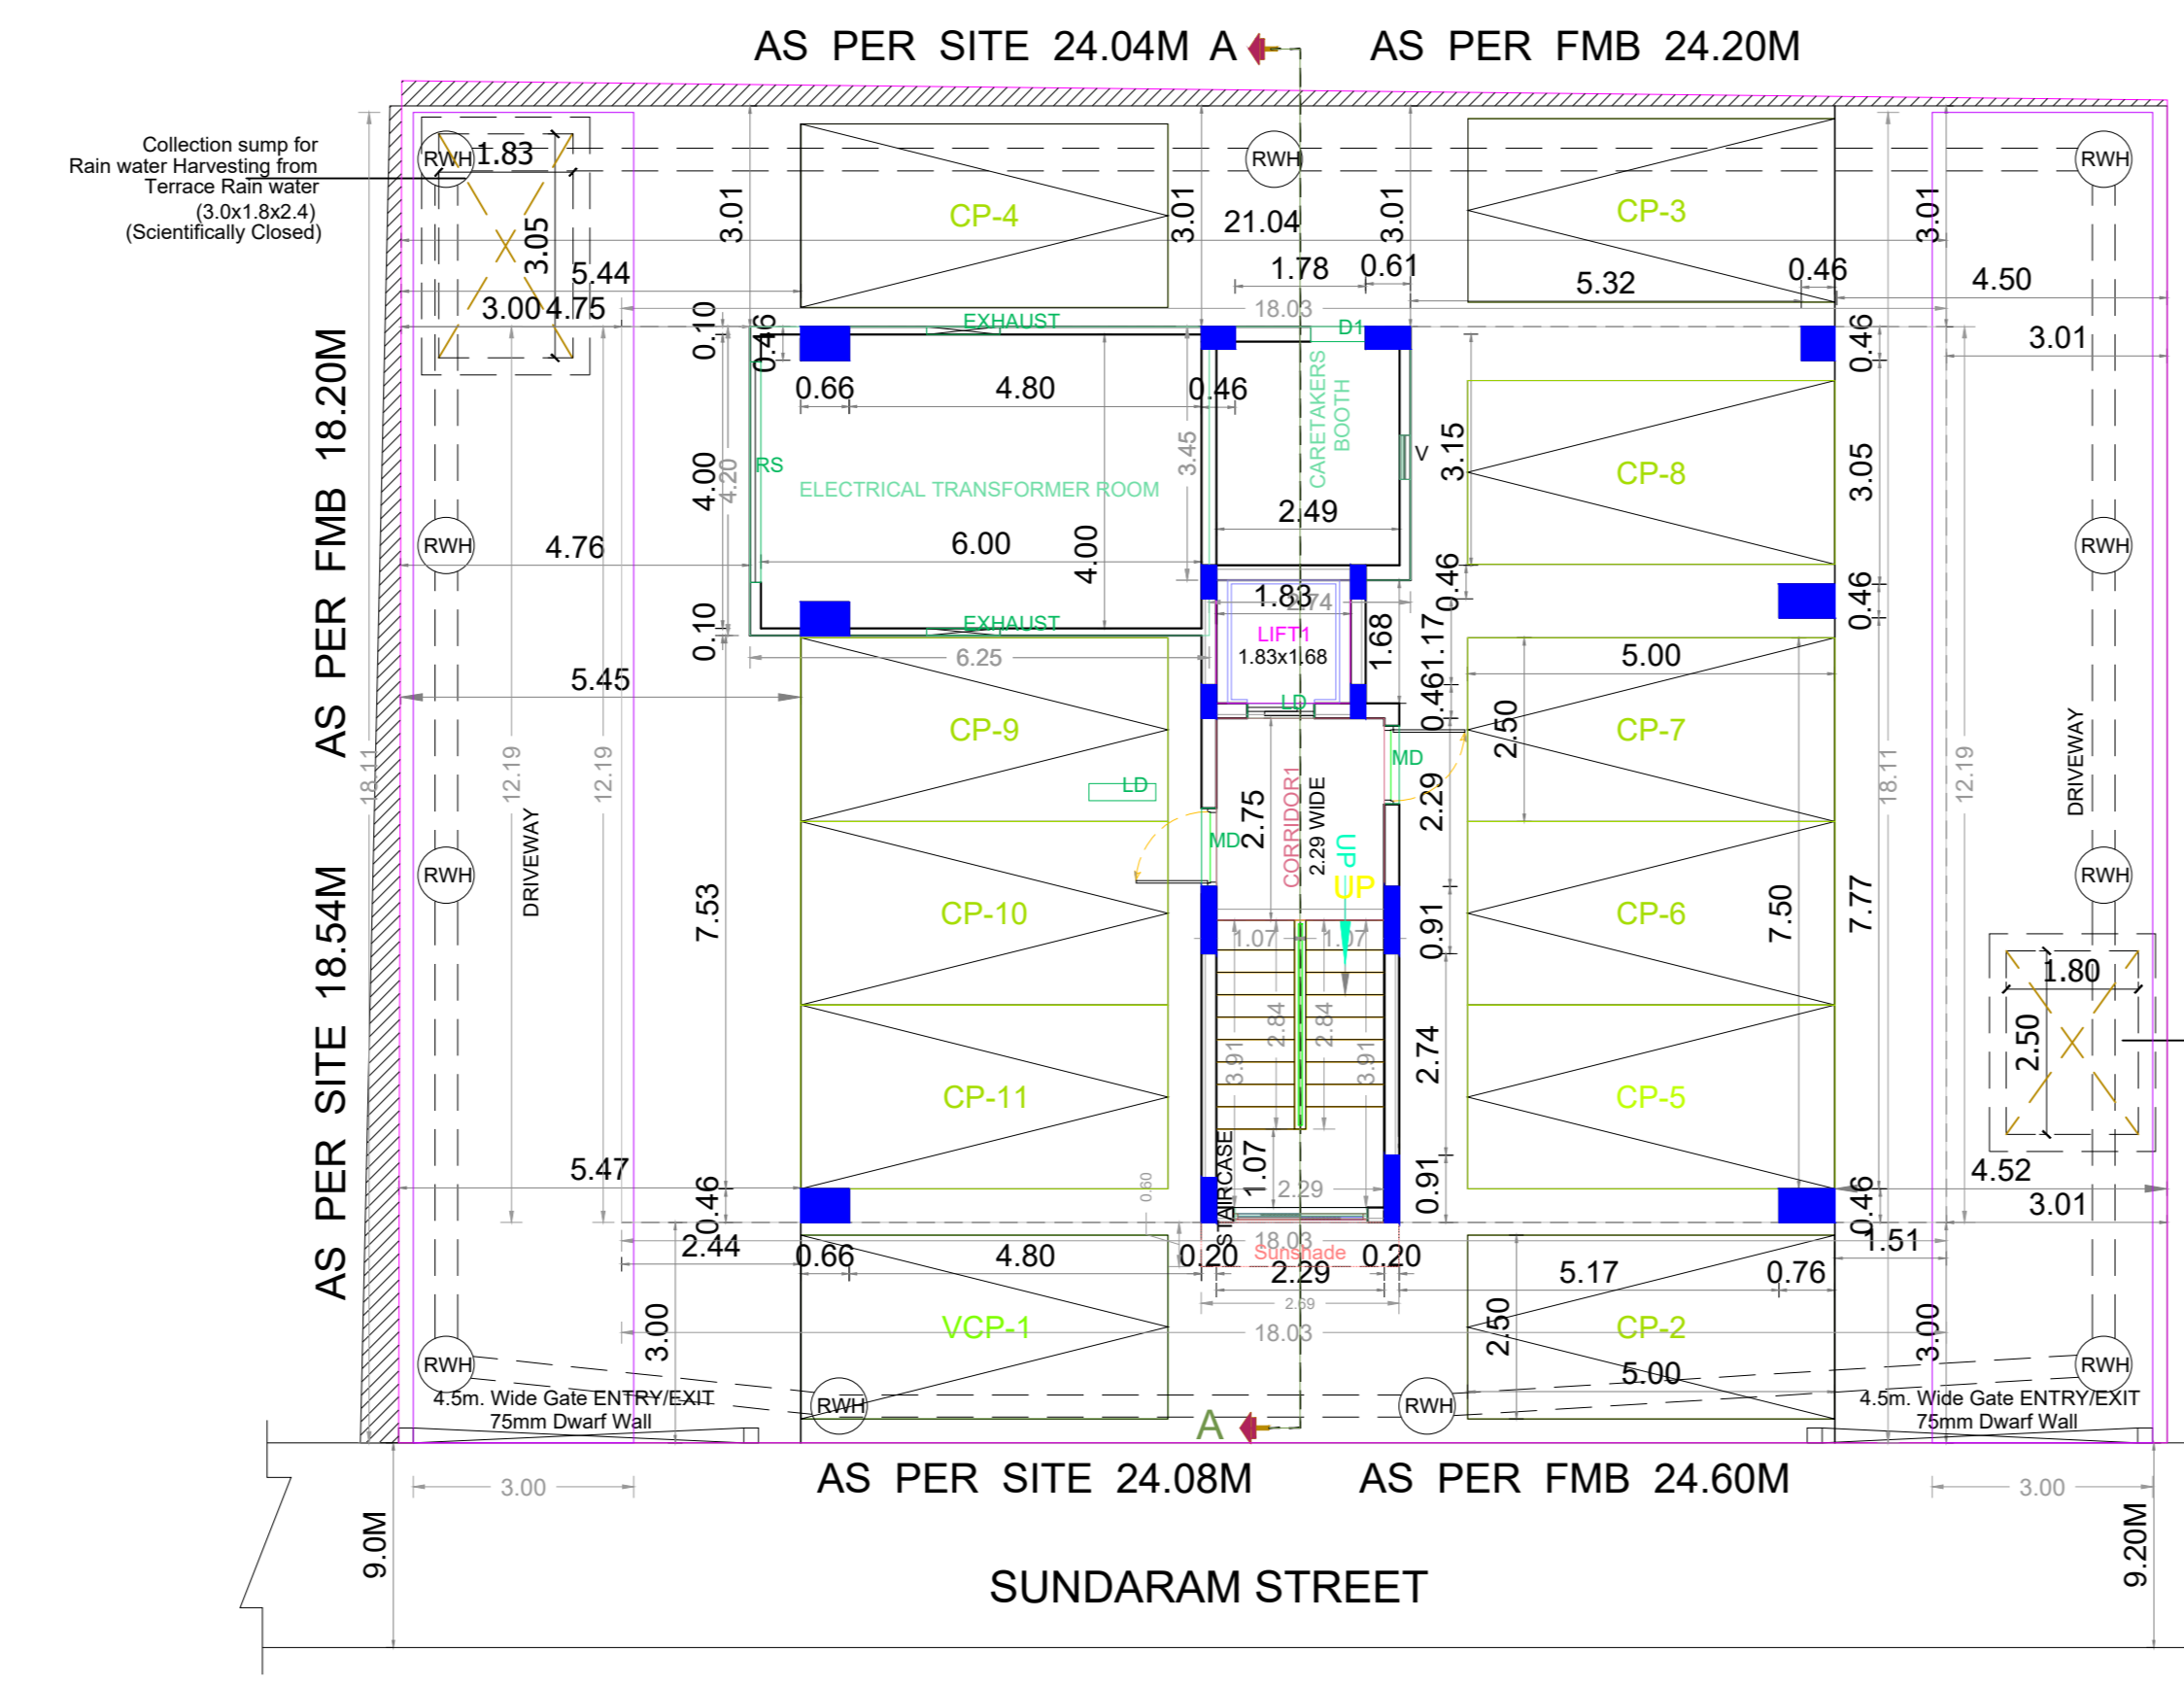 AS PER SITE 24.04M A AS PER FMB 24.20M
Collection sump for
Rain water Harvesting from
Terrace Rain water
(3.0x1.8x2.4)
(Scientifically Closed)
RWH 1.83 RWH RWH
3.05
3.01 CP-4 3.01 21.04 3.01 CP-3 3.01
5.44 1.78 0.61 5.32 0.46 4.50
3.00 4.75 18.03
0.10 0.46 EXHAUST D1 0.46 3.01
0.66 4.80 0.46
CARETAKERS
BOOTH
AS PER FMB 18.20M
4.00 4.20 RS 3.45 V 3.15 CP-8 3.05
ELECTRICAL TRANSFORMER ROOM
2.49
RWH 4.76 6.00 4.00 RWH
0.46 0.46
1.83 2.74
0.10 EXHAUST LIFT1 1.68 1.17
6.25 1.83x1.68 5.00
5.45 LD 0.46
CP-9 2.50 CP-7
18.11 12.19 12.19 LD MD 18.11 12.19
DRIVEWAY DRIVEWAY
2.75 CORRIDOR1 2.29 WIDE 2.29
MD UP
UP
RWH RWH
7.53 CP-10 0.91 CP-6 7.50 7.77
1.07 1.07
1.80
AS PER SITE 18.54M
2.84 2.84 2.50
3.91 3.91 2.74
CP-11 CP-5
5.47 STAIRCASE 1.07 0.91 4.52
0.46 0.60 2.29 0.46 3.01
2.44 18.03 1.51
0.66 4.80 0.20 Sunshade 0.20
2.29 5.17 0.76
2.69
3.00 VCP-1 18.03 2.50 CP-2 3.00
RWH 5.00 RWH
4.5m. Wide Gate ENTRY/EXIT RWH RWH 4.5m. Wide Gate ENTRY/EXIT
75mm Dwarf Wall A 75mm Dwarf Wall
AS PER SITE 24.08M AS PER FMB 24.60M
3.00 3.00
9.0M 9.20M
SUNDARAM STREET